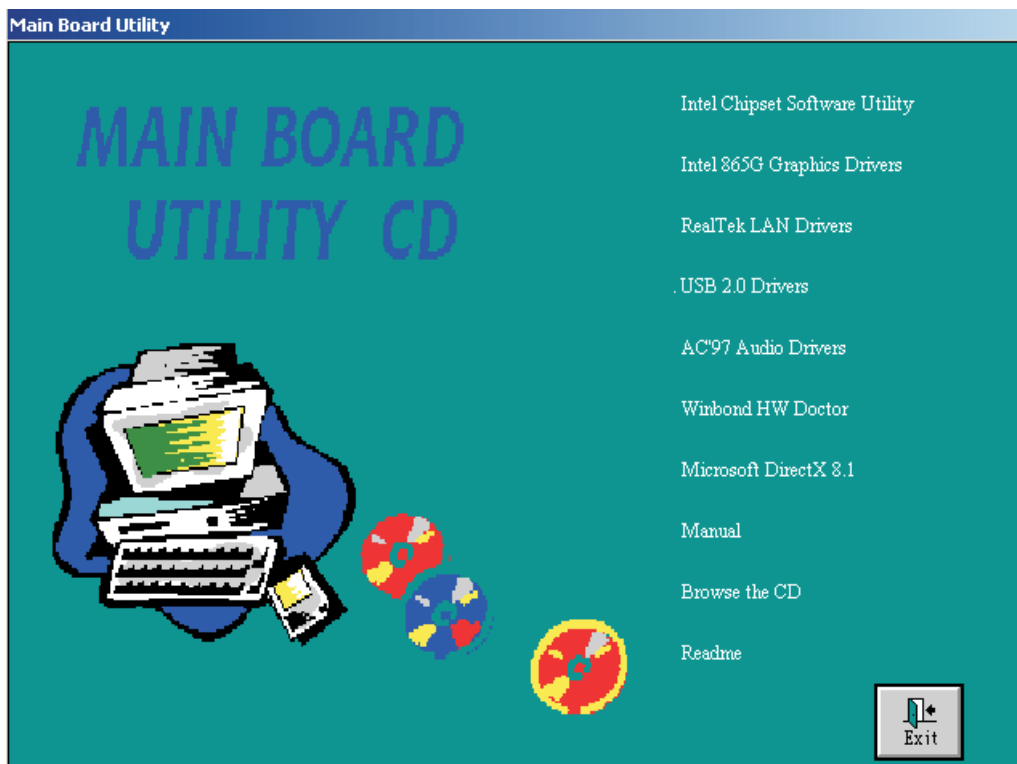 Main Board Utility
MAIN BOARD
UTILITY CD
Intel Chipset Software Utility
Intel 865G Graphics Drivers
RealTek LAN Drivers
. USB 2.0 Drivers
AC'97 Audio Drivers
Winbond HW Doctor
Microsoft DirectX 8.1
Manual
Browse the CD
Readme
Exit